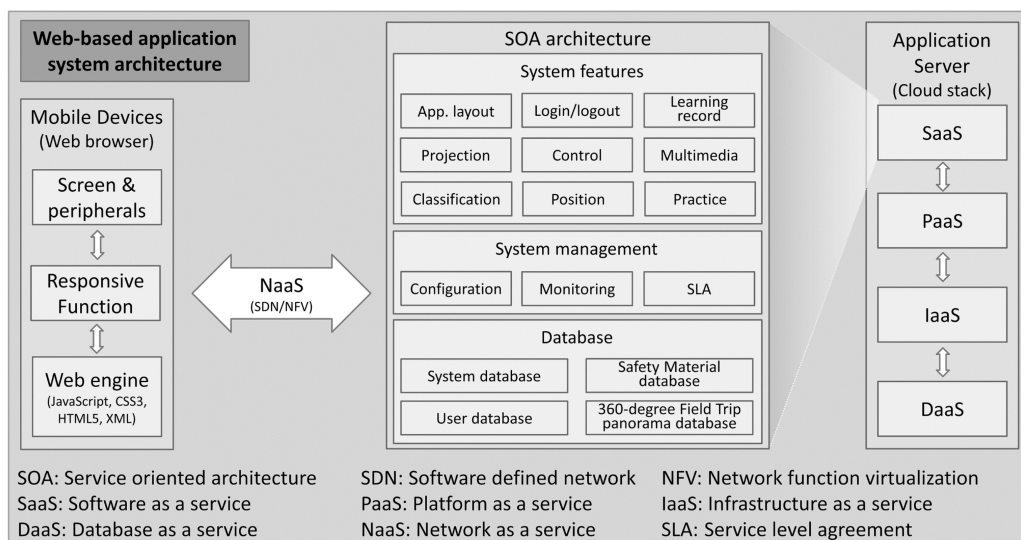 Web-based application
system architecture
Mobile Devices
(Web browser)
Screen &
peripherals
Responsive
Function
Web engine
(JavaScript, CSS3,
HTML5, XML)
NaaS
(SDN/NFV)
SOA architecture
System features
App. layout
Login/logout
Learning
record
Projection
Control
Multimedia
Classification
Position
Practice
System management
Configuration
Monitoring
SLA
Database
System database
Safety Material
database
User database
360-degree Field Trip
panorama database
Application
Server
(Cloud stack)
SaaS
PaaS
IaaS
DaaS
SOA: Service oriented architecture
SDN: Software defined network
NFV: Network function virtualization
SaaS: Software as a service
PaaS: Platform as a service
IaaS: Infrastructure as a service
DaaS: Database as a service
NaaS: Network as a service
SLA: Service level agreement